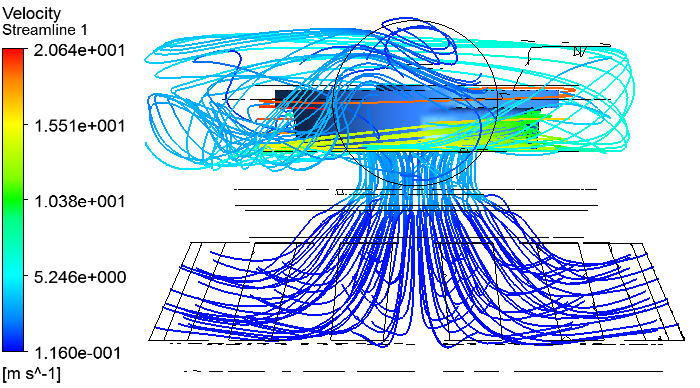 Velocity
Streamline 1
2.064e+001
1.551e+001
1.038e+001
5.246e+000
1.160e-001
[m s^-1]